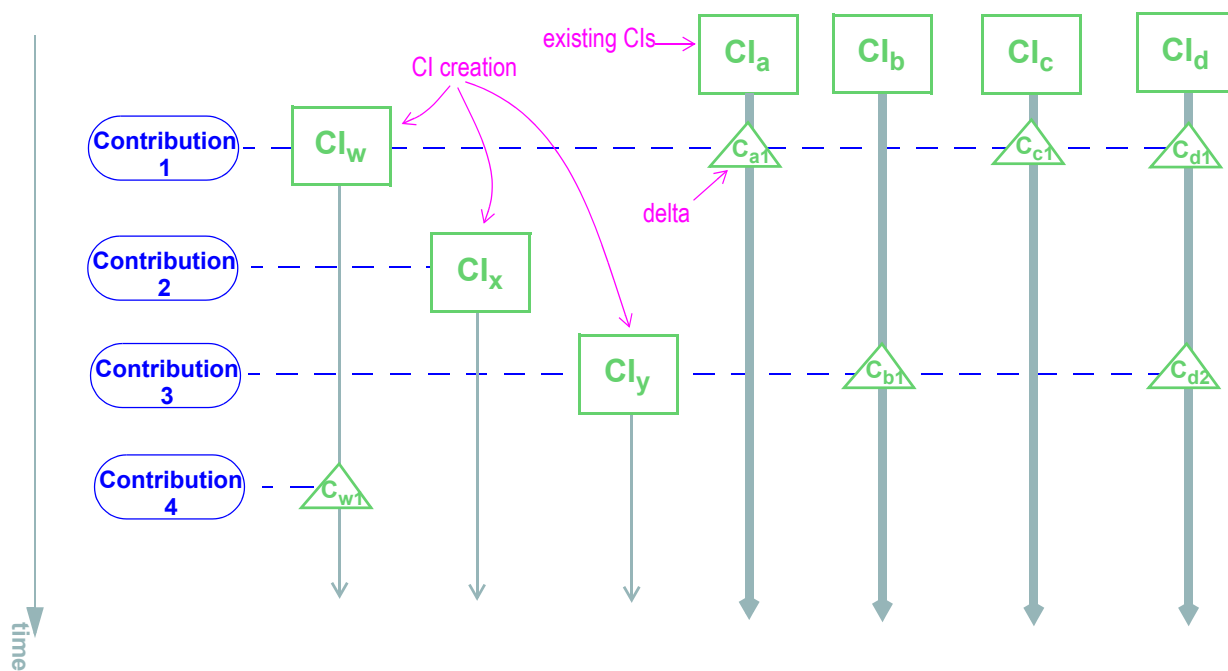 existing CIs
CIa
CIb
CIc
CId
CI creation
Contribution
1
CIw
Ca1
Cc1
Cd1
delta
Contribution
2
CIx
Contribution
3
CIy
Cb1
Cd2
Contribution
4
Cw1
time